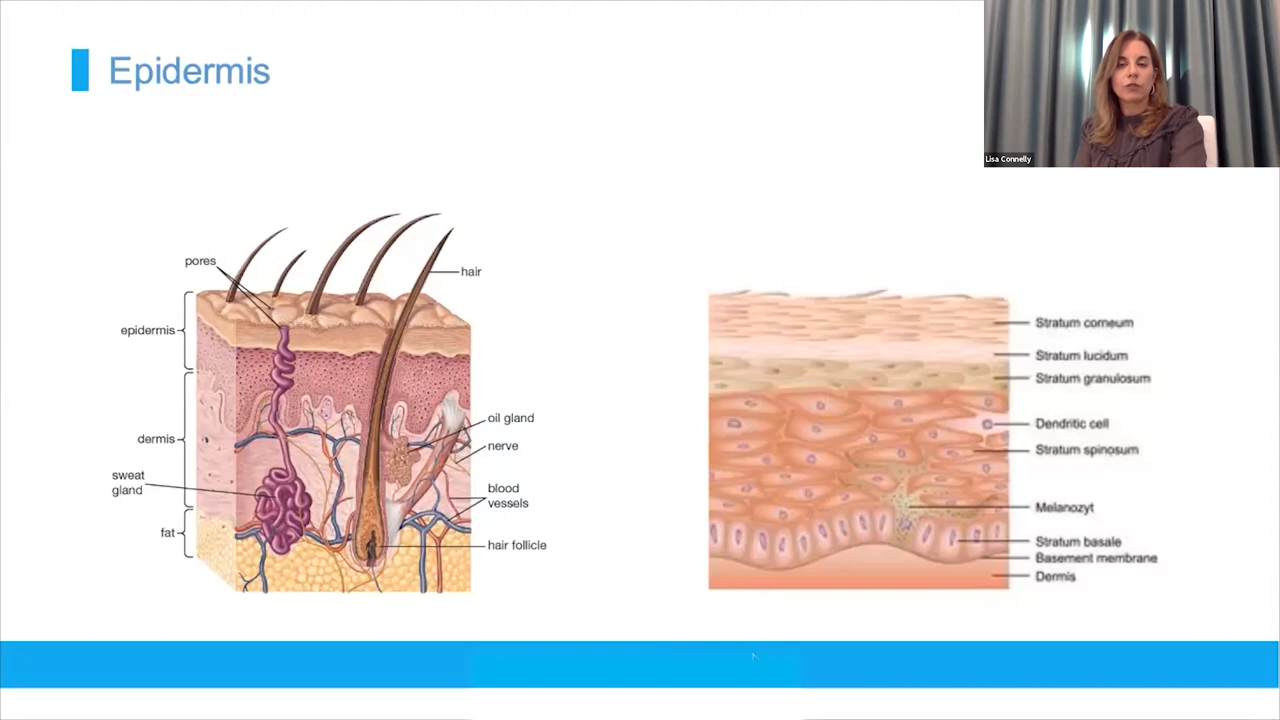 Epidermis
Lisa Connelly
pores
hair
epidermis
oil gland
dermis
nerve
sweat
gland
blood
vessels
fat
hair follicle
Stratum corneum
Stratum lucidum
Stratum granulosum
Dendritic cell
Stratum spinosum
Melanozyt
Stratum basale
Basement membrane
Dermis